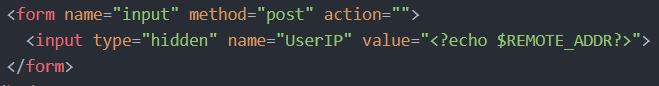 <form name="input" method="post" action="">
<input type="hidden" name="UserIP" value="<?echo $REMOTE_ADDR?>">
</form>